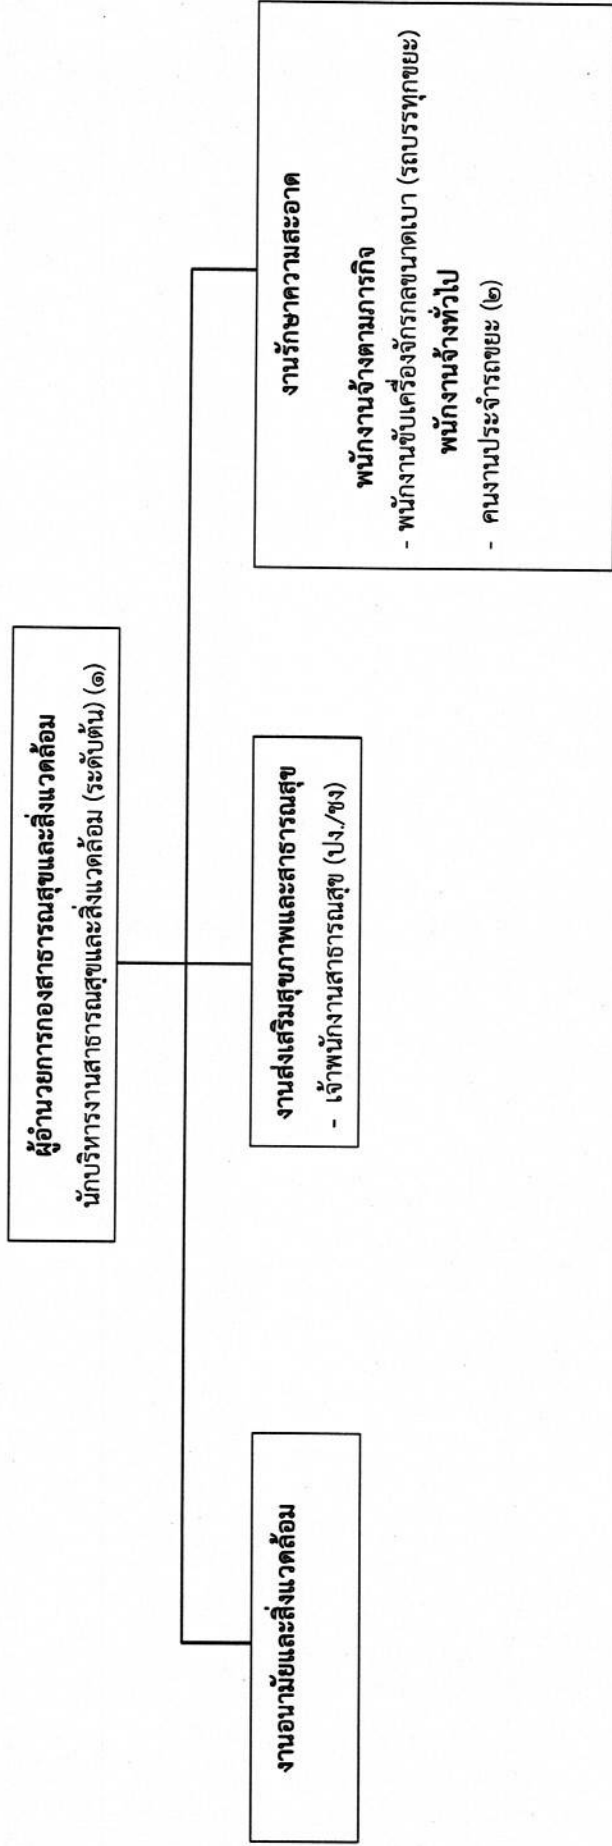 ผู้อำนวยการกองสาธารณสุขและสิ่งแวดล้อม
นักบริหารงานสาธารณสุขและสิ่งแวดล้อม (ระดับต้น) (๑)
งานอนามัยและสิ่งแวดล้อม
งานส่งเสริมสุขภาพและสาธารณสุข
- เจ้าพนักงานสาธารณสุข (ปง./ชง)
งานรักษาความสะอาด
พนักงานจ้างตามภารกิจ
- พนักงานขับเครื่องจักรกลขนาดเบา (รถบรรทุกขยะ)
พนักงานจ้างทั่วไป
- คนงานประจำรถขยะ (๒)